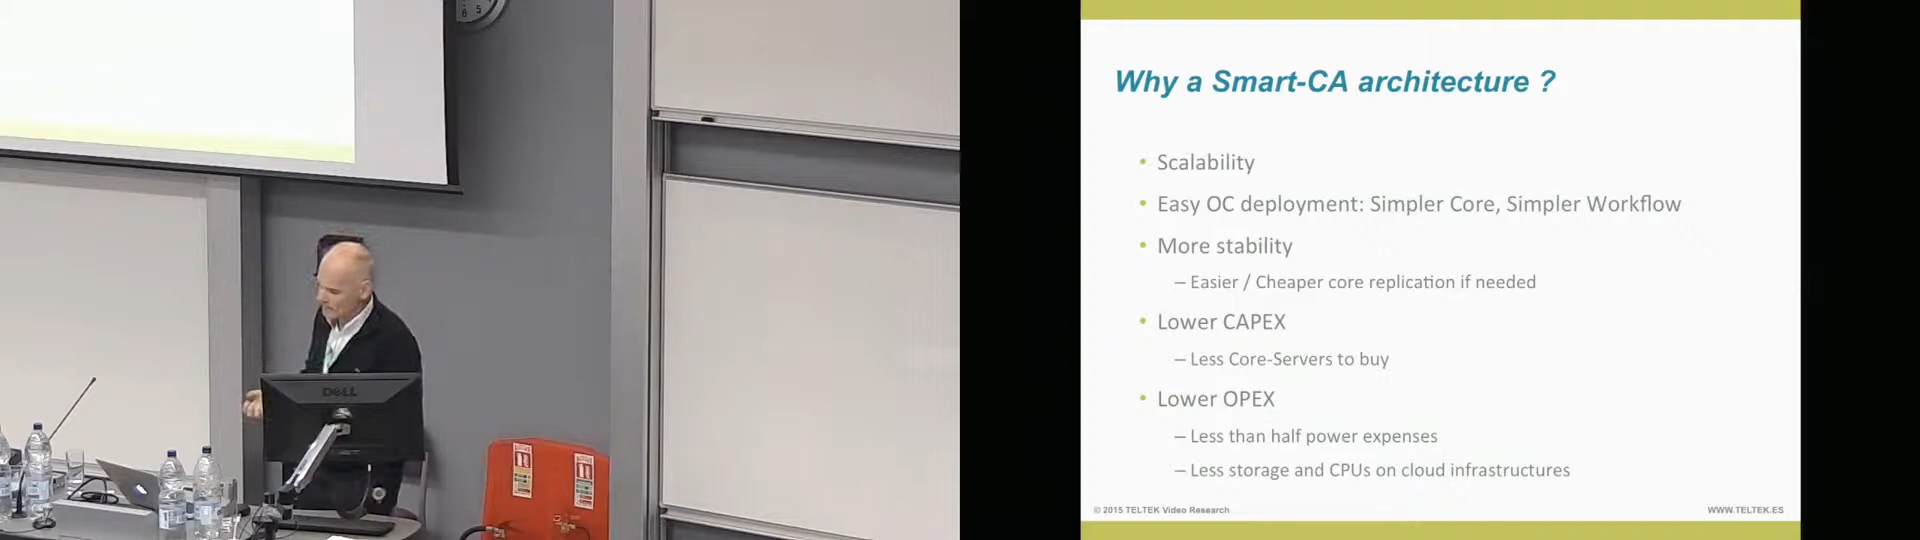 6 5
DELL
Why a Smart-CA architecture ?
• Scalability
• Easy OC deployment: Simpler Core, Simpler Workflow
• More stability
– Easier / Cheaper core replication if needed
• Lower CAPEX
– Less Core-Servers to buy
• Lower OPEX
– Less than half power expenses
– Less storage and CPUs on cloud infrastructures
© 2015 TELTEK Video Research
WWW.TELTEK.ES